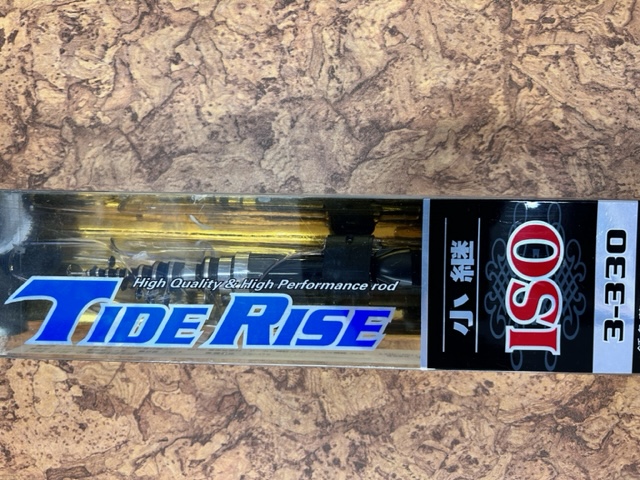 High Quality & High Performance rod
TIDE RISE
小継
ISO
3-330